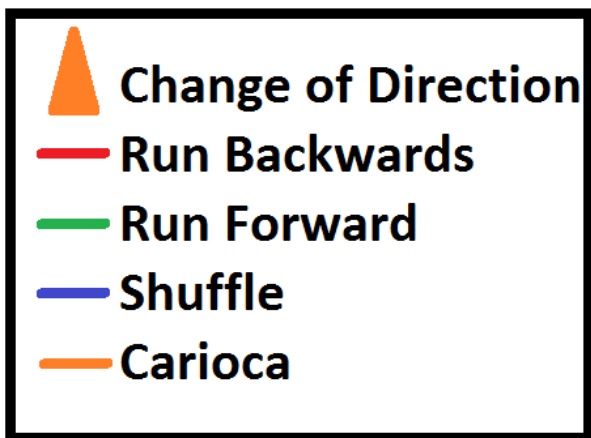 Change of Direction
Run Backwards
Run Forward
Shuffle
Carioca